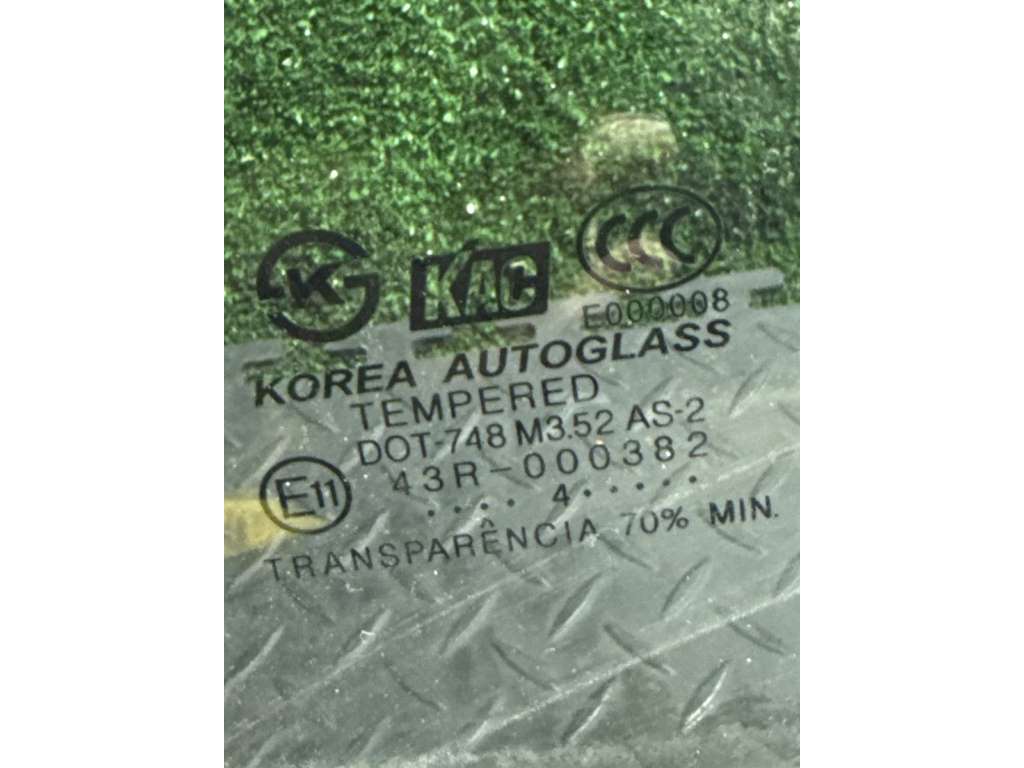 K
KAC
CCC
E000008
KOREA AUTOGLASS
TEMPERED
DOT-748 M3.52 AS-2
E11
43R-000382
....4.....
TRANSPARÊNCIA 70% MIN.